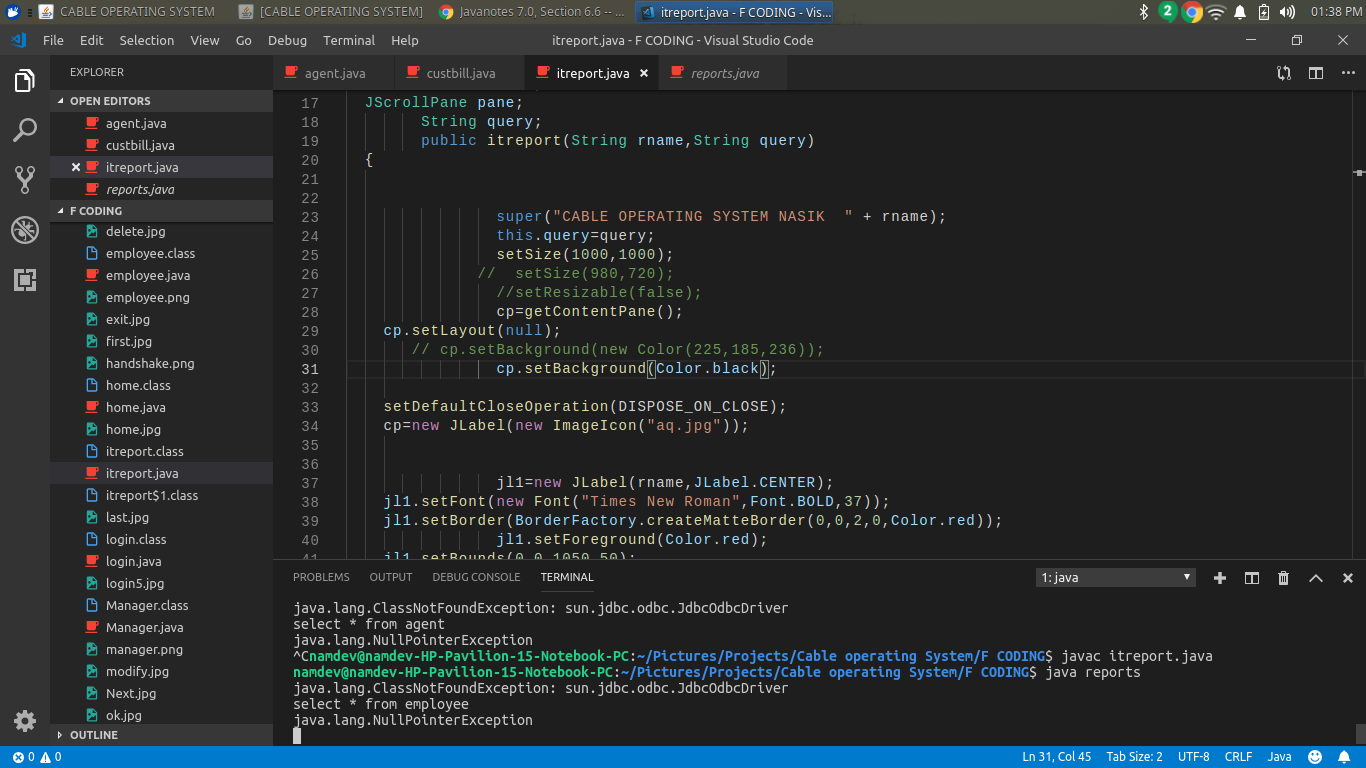 CABLE OPERATING SYSTEM
[CABLE OPERATING SYSTEM]
Javanotes 7.0, Section 6.6 -- ...
itreport.java - F CODING - Vis...
2
01:38 PM
File Edit Selection View Go Debug Terminal Help
itreport.java - F CODING - Visual Studio Code
EXPLORER
OPEN EDITORS
agent.java
custbill.java
itreport.java
reports.java
F CODING
delete.jpg
employee.class
employee.java
employee.png
exit.jpg
first.jpg
handshake.png
home.class
home.java
home.jpg
itreport.class
itreport.java
itreport$1.class
last.jpg
login.class
login.java
login5.jpg
Manager.class
Manager.java
manager.png
modify.jpg
Next.jpg
ok.jpg
OUTLINE
agent.java custbill.java itreport.java reports.java
17 JScrollPane pane;
18 String query;
19 public itreport(String rname,String query)
20 {
21
22
23 super("CABLE OPERATING SYSTEM NASIK  " + rname);
24 this.query=query;
25 setSize(1000,1000);
26 //  setSize(980,720);
27 //setResizable(false);
28 cp=getContentPane();
29 cp.setLayout(null);
30 // cp.setBackground(new Color(225,185,236));
31 cp.setBackground(Color.black);
32
33 setDefaultCloseOperation(DISPOSE_ON_CLOSE);
34 cp=new JLabel(new ImageIcon("aq.jpg"));
35
36
37 jl1=new JLabel(rname,JLabel.CENTER);
38 jl1.setFont(new Font("Times New Roman",Font.BOLD,37));
39 jl1.setBorder(BorderFactory.createMatteBorder(0,0,2,0,Color.red));
40 jl1.setForeground(Color.red);
41 jl1.setBounds(0,0,1050,50);
PROBLEMS OUTPUT DEBUG CONSOLE TERMINAL
1: java
java.lang.ClassNotFoundException: sun.jdbc.odbc.JdbcOdbcDriver
select * from agent
java.lang.NullPointerException
^Cnamdev@namdev-HP-Pavilion-15-Notebook-PC:~/Pictures/Projects/Cable operating System/F CODING$ javac itreport.java
namdev@namdev-HP-Pavilion-15-Notebook-PC:~/Pictures/Projects/Cable operating System/F CODING$ java reports
java.lang.ClassNotFoundException: sun.jdbc.odbc.JdbcOdbcDriver
select * from employee
java.lang.NullPointerException
0 0
Ln 31, Col 45 Tab Size: 2 UTF-8 CRLF Java